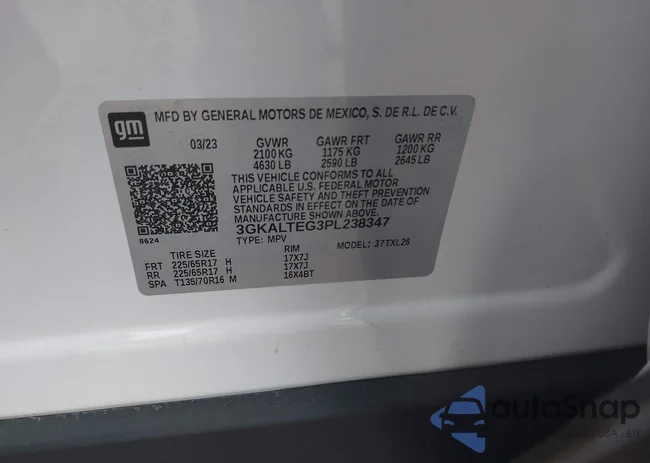 gm
MFD BY GENERAL MOTORS DE MEXICO, S. DE R.L. DE C.V.
03/23 GVWR GAWR FRT GAWR RR
2100 KG 1175 KG 1200 KG
4630 LB 2590 LB 2645 LB
THIS VEHICLE CONFORMS TO ALL
APPLICABLE U.S. FEDERAL MOTOR
VEHICLE SAFETY AND THEFT PREVENTION
STANDARDS IN EFFECT ON THE DATE OF
MANUFACTURE SHOWN ABOVE.
3GKALTEG3PL238347
8624 TYPE: MPV MODEL: 37TXL26
TIRE SIZE RIM
FRT 225/65R17 H 17X7J
RR 225/65R17 H 17X7J
SPA T135/70R16 M 16X4BT
autoSnap
USA - EU